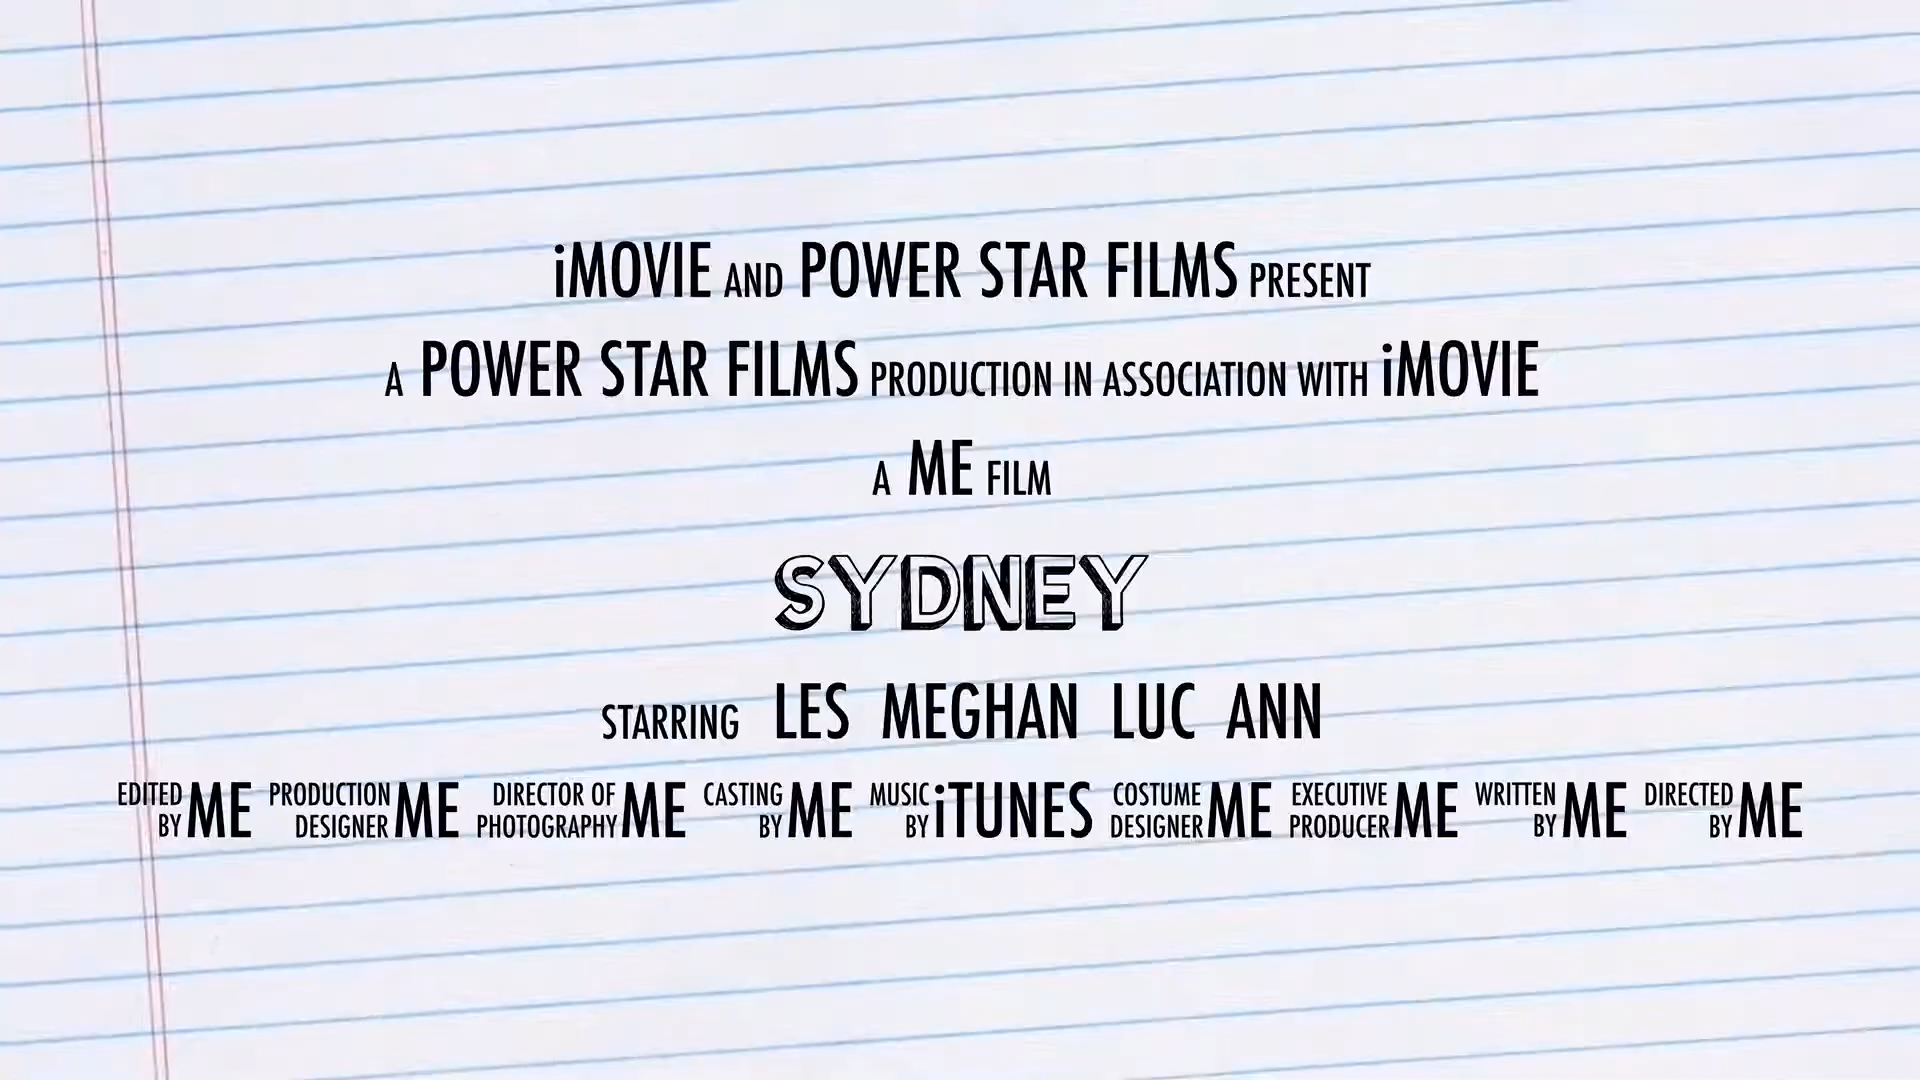 iMOVIE AND POWER STAR FILMS PRESENT
A POWER STAR FILMS PRODUCTION IN ASSOCIATION WITH iMOVIE
A ME FILM
SYDNEY
STARRING LES MEGHAN LUC ANN
EDITED BY ME PRODUCTION DESIGNER ME DIRECTOR OF PHOTOGRAPHY ME CASTING BY ME MUSIC BY iTUNES COSTUME DESIGNER ME EXECUTIVE PRODUCER ME WRITTEN BY ME DIRECTED BY ME